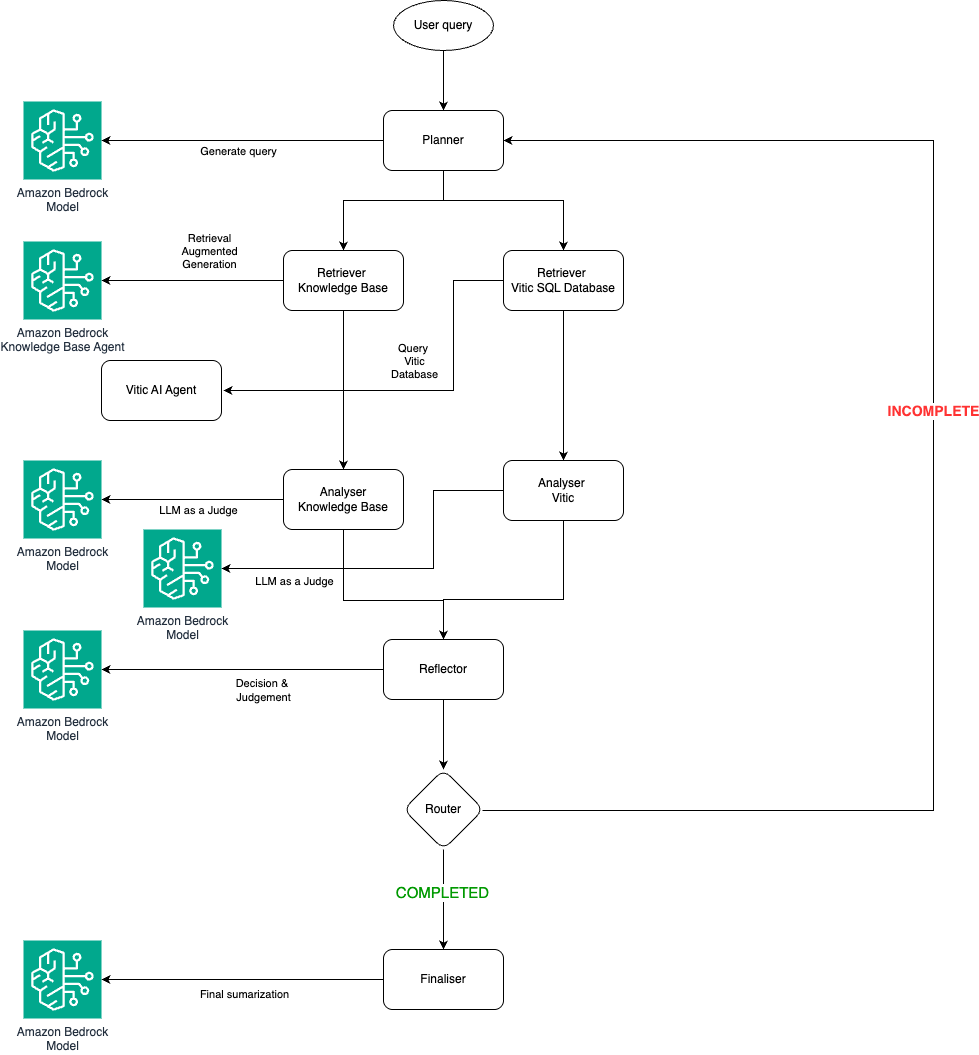 User query
Planner
Generate query
Amazon Bedrock
Model
Retrieval
Augmented
Generation
Retriever
Knowledge Base
Retriever
Vitic SQL Database
Amazon Bedrock
Knowledge Base Agent
Query
Vitic
Database
Vitic AI Agent
INCOMPLETE
Analyser
Knowledge Base
Analyser
Vitic
LLM as a Judge
Amazon Bedrock
Model
LLM as a Judge
Amazon Bedrock
Model
Reflector
Decision &
Judgement
Amazon Bedrock
Model
Router
COMPLETED
Finaliser
Final sumarization
Amazon Bedrock
Model